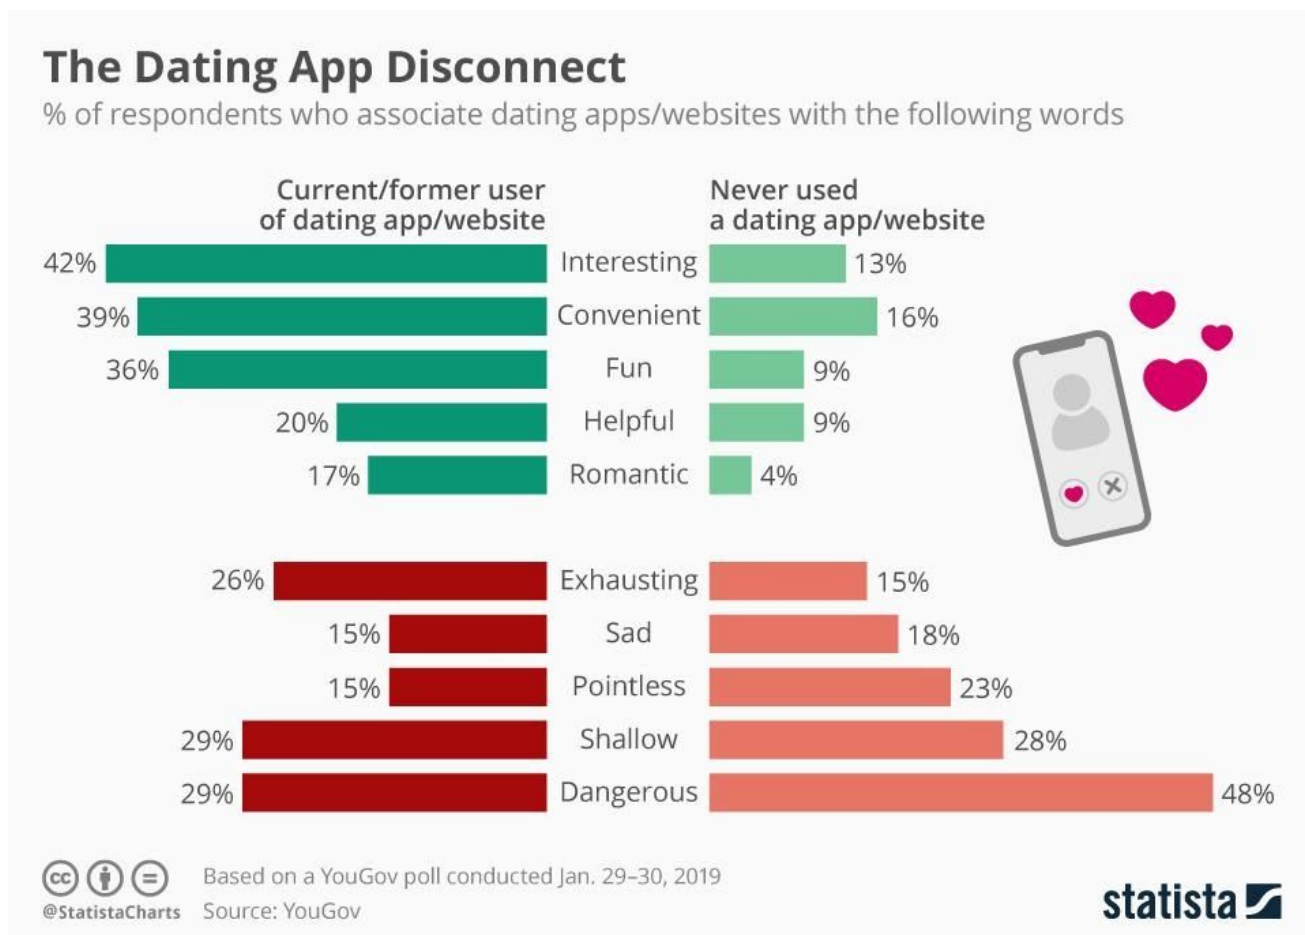 The Dating App Disconnect
% of respondents who associate dating apps/websites with the following words
Current/former user
of dating app/website
Never used
a dating app/website
42% Interesting 13%
39% Convenient 16%
36% Fun 9%
20% Helpful 9%
17% Romantic 4%
26% Exhausting 15%
15% Sad 18%
15% Pointless 23%
29% Shallow 28%
29% Dangerous 48%
cc
@StatistaCharts
Based on a YouGov poll conducted Jan. 29–30, 2019
Source: YouGov
statista